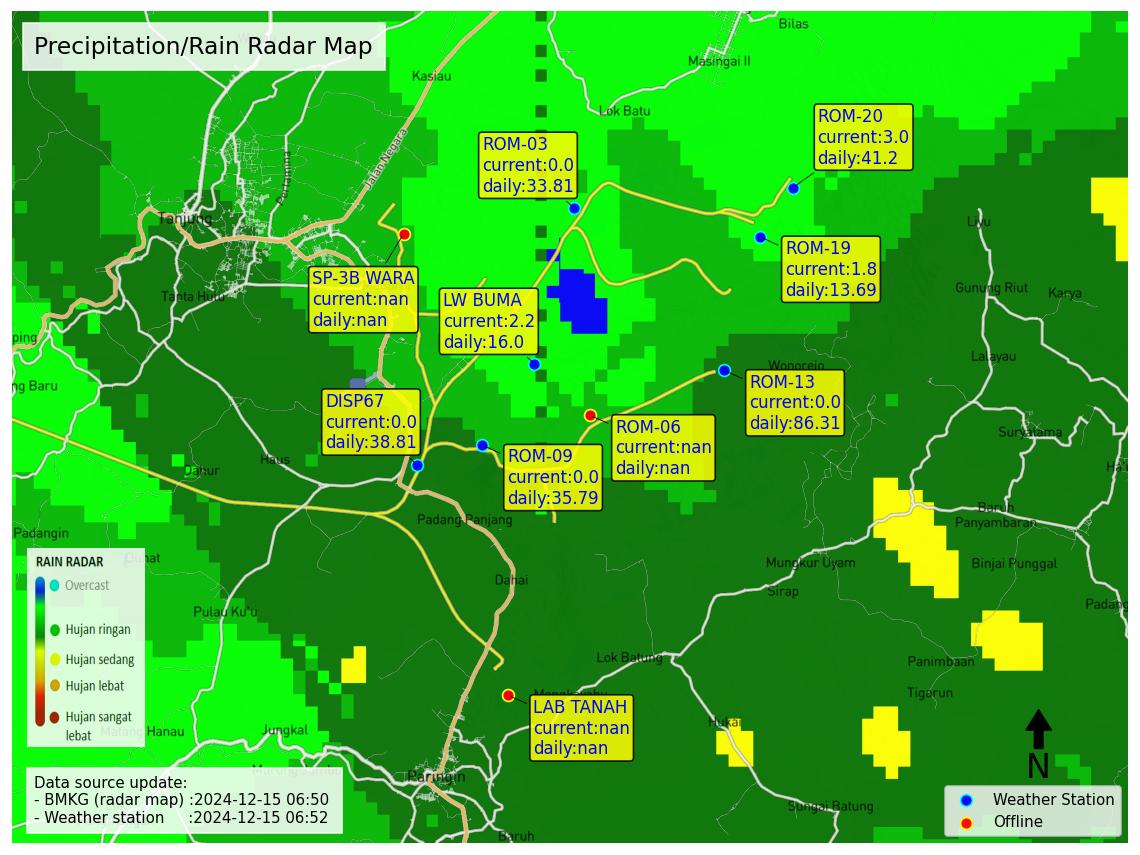 Precipitation/Rain Radar Map
Bilas
Masingai II
Kasiau
Lok Batu
Jalan Negara
Pertamina
Tanjung
Tanta Hulu
ROM-03
current:0.0
daily:33.81
ROM-20
current:3.0
daily:41.2
ROM-19
current:1.8
daily:13.69
SP-3B WARA
current:nan
daily:nan
LW BUMA
current:2.2
daily:16.0
Liyu
Gunung Riut
Karya
Lalayau
Wonorejo
ping
ng Baru
DISP67
current:0.0
daily:38.81
ROM-13
current:0.0
daily:86.31
ROM-06
current:nan
daily:nan
ROM-09
current:0.0
daily:35.79
Suryatama
Haus
Dahur
Padang Panjang
Padangin
Baruh
Panyambaran
Mungkur Uyam
Binjai Punggal
Sirap
Dahai
Padang
Pulau Ku'u
RAIN RADAR
Overcast
Hujan ringan
Hujan sedang
Hujan lebat
Hujan sangat
lebat
Lok Batung
Panimbaan
Tigarun
LAB TANAH
current:nan
daily:nan
Hukai
Jungkal
Hanau
Paringin
Sungai Batung
Baruh
Data source update:
- BMKG (radar map) :2024-12-15 06:50
- Weather station :2024-12-15 06:52
N
Weather Station
Offline